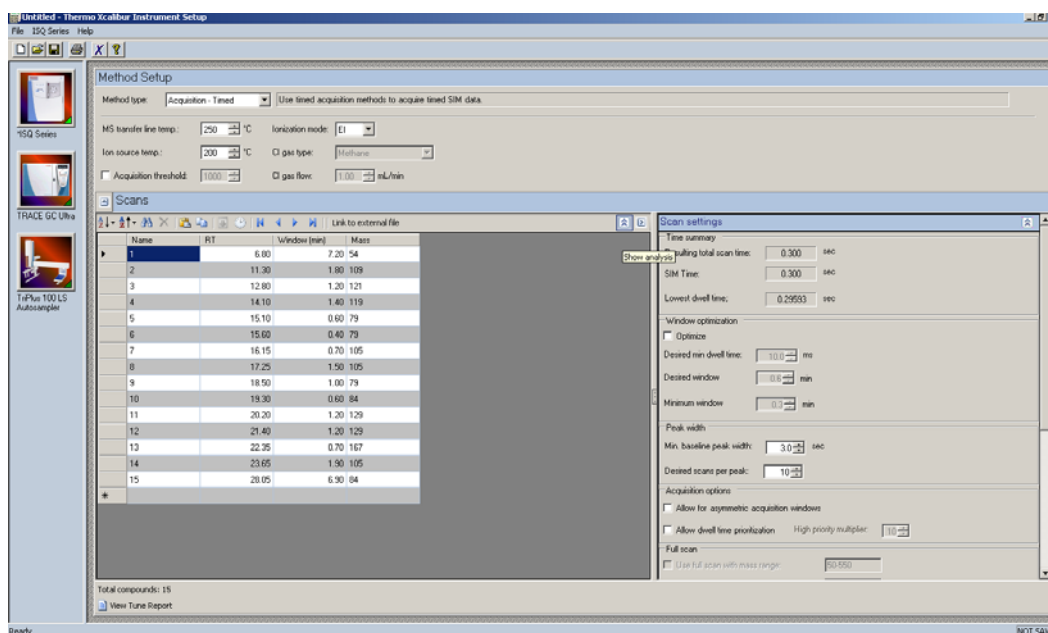 Untitled - Thermo Xcalibur Instrument Setup
File ISQ Series Help
Method Setup
Method type: Acquisition - Timed Use timed acquisition methods to acquire timed SIM data.
MS transfer line temp.: 250 °C Ionization mode: EI
Ion source temp.: 200 °C CI gas type: Methane
Acquisition threshold: 1000 CI gas flow: 1.00 mL/min
ISQ Series
TRACE GC Ultra
TriPlus 100 LS
Autosampler
Scans
Link to external file
Name RT Window (min) Mass
1 6.80 7.20 54
2 11.30 1.80 109
3 12.80 1.20 121
4 14.10 1.40 119
5 15.10 0.60 79
6 15.60 0.40 79
7 16.15 0.70 105
8 17.25 1.50 105
9 18.50 1.00 79
10 19.30 0.60 84
11 20.20 1.20 129
12 21.40 1.20 129
13 22.35 0.70 167
14 23.65 1.90 105
15 28.05 6.90 84
Show analysis
Scan settings
Time summary
total scan time: 0.300 sec
SIM Time: 0.300 sec
Lowest dwell time: 0.29593 sec
Window optimization
Optimize
Desired min dwell time: 10.0 ms
Desired window 0.6 min
Minimum window 0.3 min
Peak width
Min. baseline peak width: 3.0 sec
Desired scans per peak: 10
Acquisition options
Allow for asymmetric acquisition windows
Allow dwell time prioritization High priority multiplier: 10
Full scan
Use full scan with mass range: 50-550
Total compounds: 15
View Tune Report
Ready
NOT SA